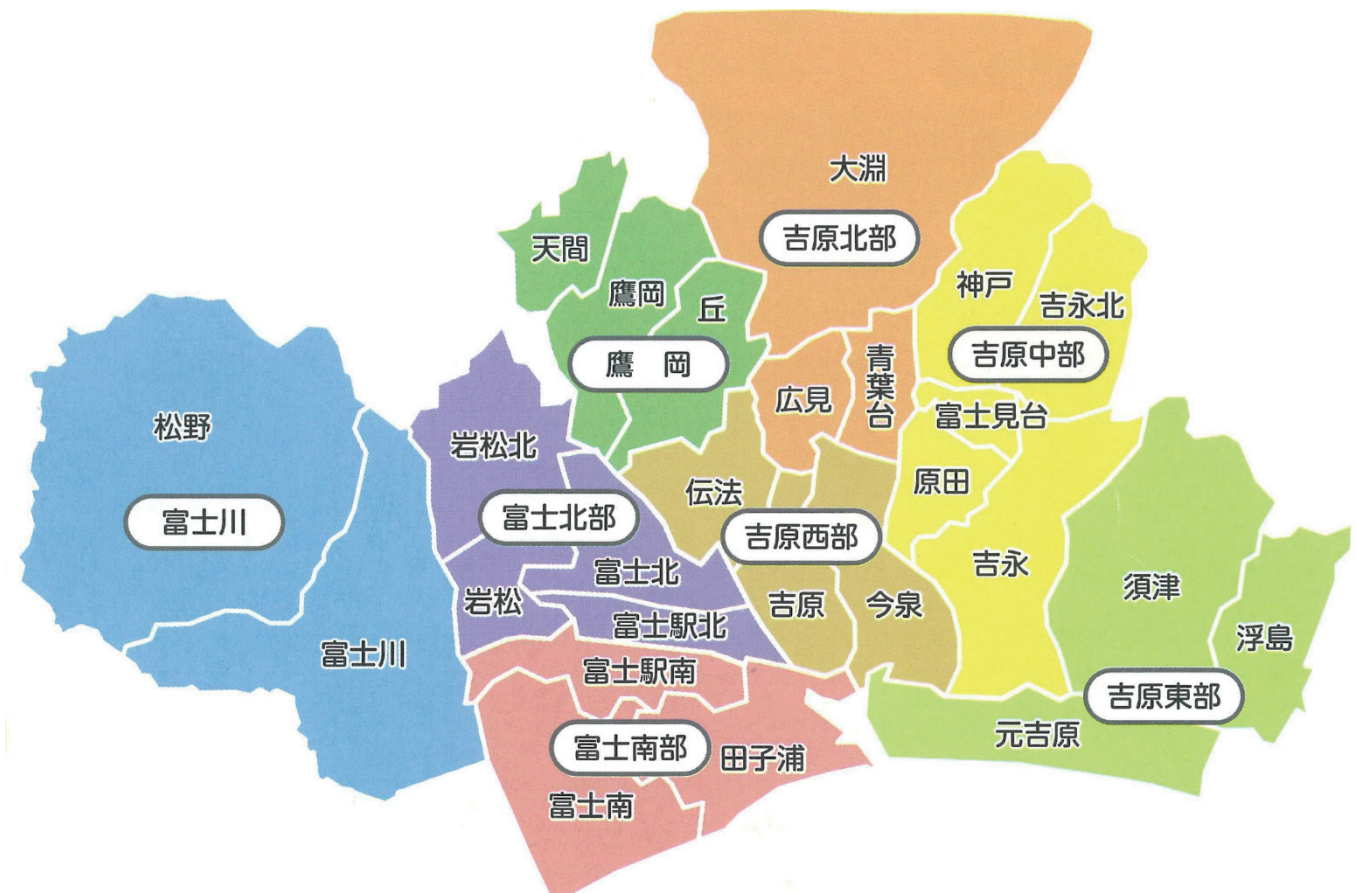 大淵
吉原北部
天間
鷹岡
丘
鷹 岡
神戸
吉永北
吉原中部
広見
青葉台
富士見台
原田
吉永
松野
富士川
富士川
岩松北
富士北部
岩松
富士北
富士駅北
伝法
吉原西部
吉原
今泉
須津
浮島
吉原東部
元吉原
富士駅南
富士南部
田子浦
富士南